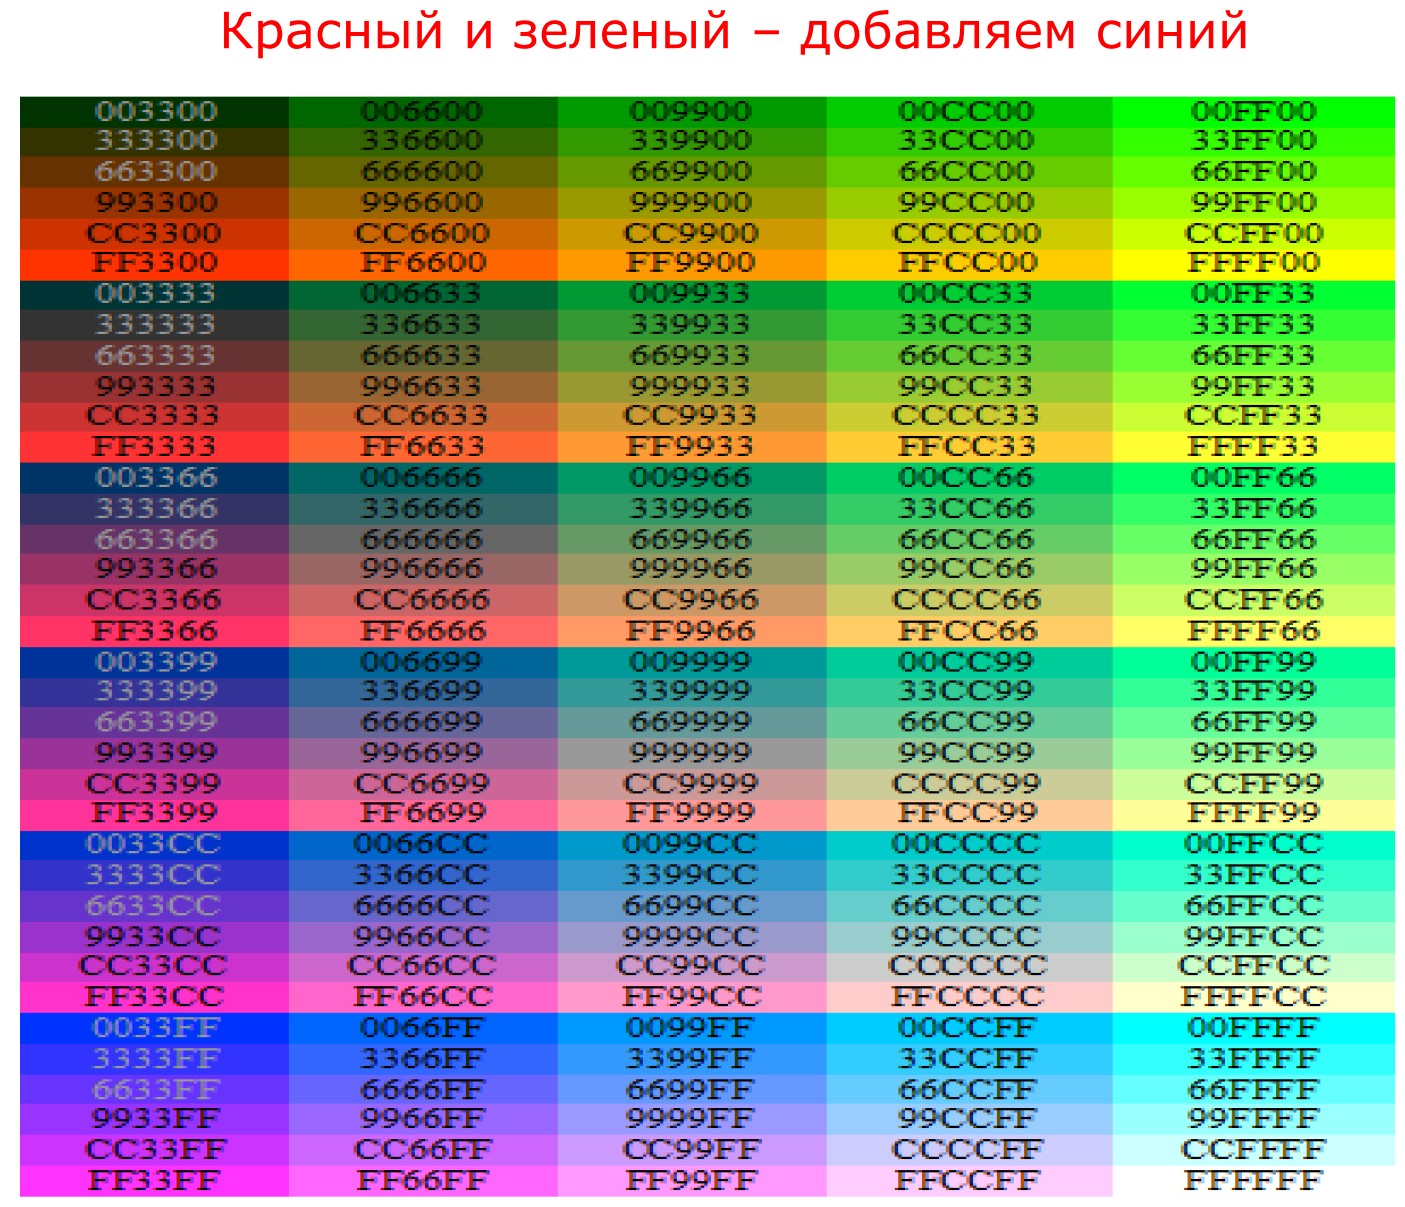 Красный и зеленый – добавляем синий
003300 006600 009900 00CC00 00FF00
333300 336600 339900 33CC00 33FF00
663300 666600 669900 66CC00 66FF00
993300 996600 999900 99CC00 99FF00
CC3300 CC6600 CC9900 CCCC00 CCFF00
FF3300 FF6600 FF9900 FFCC00 FFFF00
003333 006633 009933 00CC33 00FF33
333333 336633 339933 33CC33 33FF33
663333 666633 669933 66CC33 66FF33
993333 996633 999933 99CC33 99FF33
CC3333 CC6633 CC9933 CCCC33 CCFF33
FF3333 FF6633 FF9933 FFCC33 FFFF33
003366 006666 009966 00CC66 00FF66
333366 336666 339966 33CC66 33FF66
663366 666666 669966 66CC66 66FF66
993366 996666 999966 99CC66 99FF66
CC3366 CC6666 CC9966 CCCC66 CCFF66
FF3366 FF6666 FF9966 FFCC66 FFFF66
003399 006699 009999 00CC99 00FF99
333399 336699 339999 33CC99 33FF99
663399 666699 669999 66CC99 66FF99
993399 996699 999999 99CC99 99FF99
CC3399 CC6699 CC9999 CCCC99 CCFF99
FF3399 FF6699 FF9999 FFCC99 FFFF99
0033CC 0066CC 0099CC 00CCCC 00FFCC
3333CC 3366CC 3399CC 33CCCC 33FFCC
6633CC 6666CC 6699CC 66CCCC 66FFCC
9933CC 9966CC 9999CC 99CCCC 99FFCC
CC33CC CC66CC CC99CC CCCCCC CCFFCC
FF33CC FF66CC FF99CC FFCCCC FFFFCC
0033FF 0066FF 0099FF 00CCFF 00FFFF
3333FF 3366FF 3399FF 33CCFF 33FFFF
6633FF 6666FF 6699FF 66CCFF 66FFFF
9933FF 9966FF 9999FF 99CCFF 99FFFF
CC33FF CC66FF CC99FF CCCCFF CCFFFF
FF33FF FF66FF FF99FF FFCCFF FFFFFF